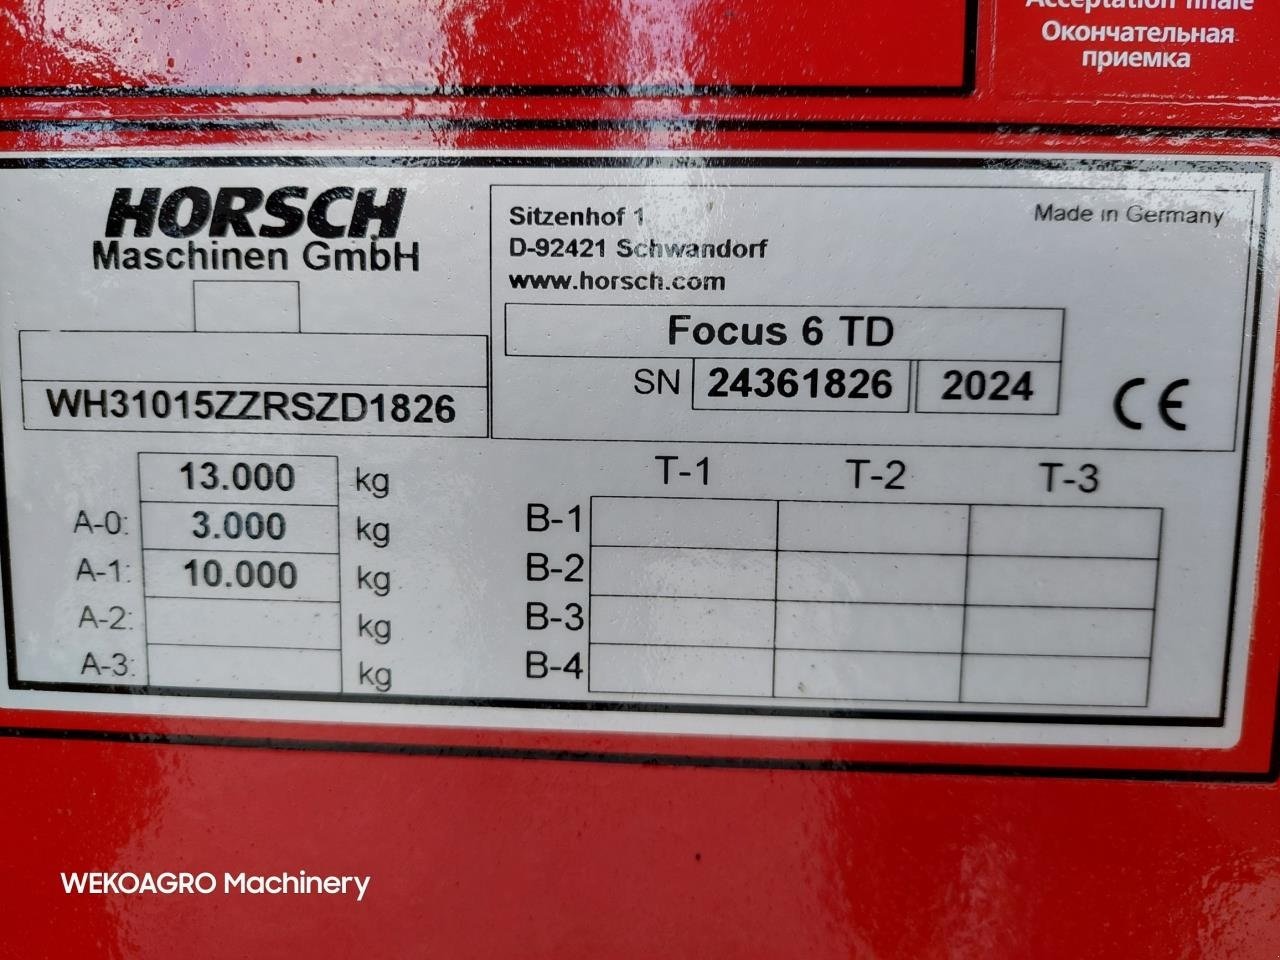 Acceptation finale
Окончательная
приемка
HORSCH
Maschinen GmbH
Sitzenhof 1
D-92421 Schwandorf
www.horsch.com
Made in Germany
Focus 6 TD
SN 24361826 2024
CE
WH31015ZZRSZD1826
13.000 kg
A-0: 3.000 kg
A-1: 10.000 kg
A-2: kg
A-3: kg
T-1 T-2 T-3
B-1
B-2
B-3
B-4
WEKOAGRO Machinery